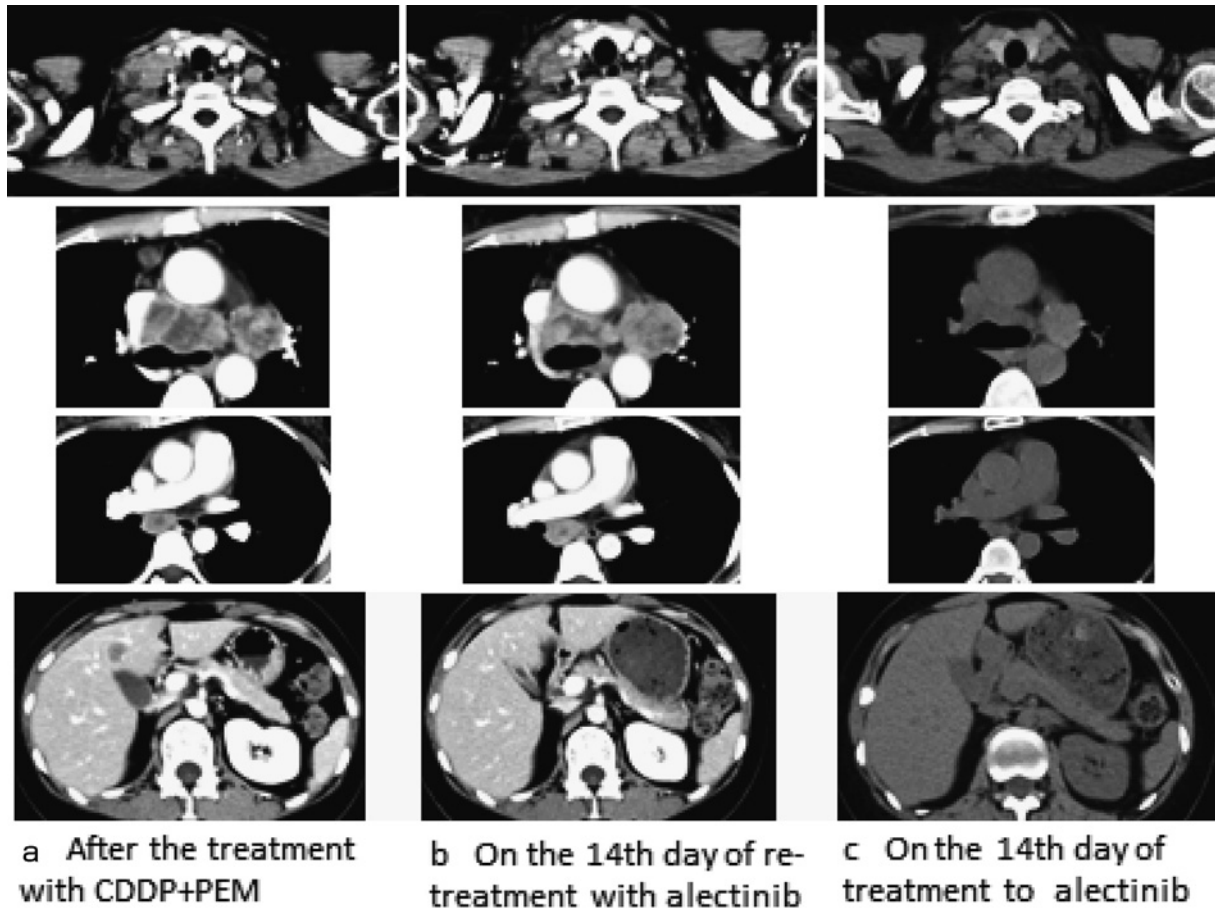 a After the treatment
with CDDP+PEM
b On the 14th day of re-
treatment with alectinib
c On the 14th day of
treatment to alectinib